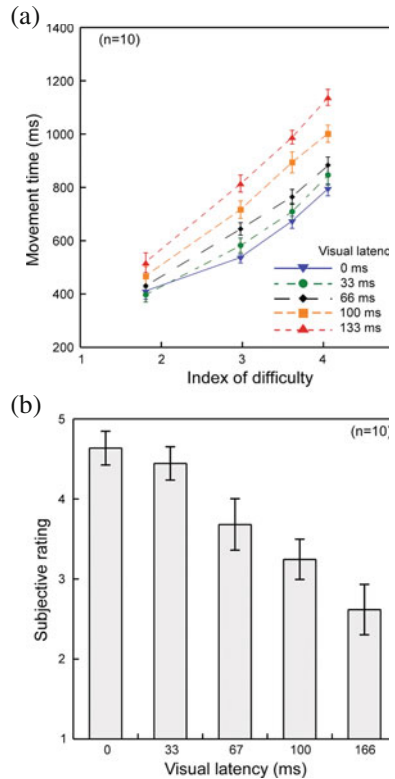 (a)
(n=10)
1400
1200
1000
800
600
400
200
Movement time (ms)
1 2 3 4
Index of difficulty
Visual latency
0 ms
33 ms
66 ms
100 ms
133 ms
(b)
(n=10)
5
4
3
2
1
Subjective rating
0 33 67 100 166
Visual latency (ms)